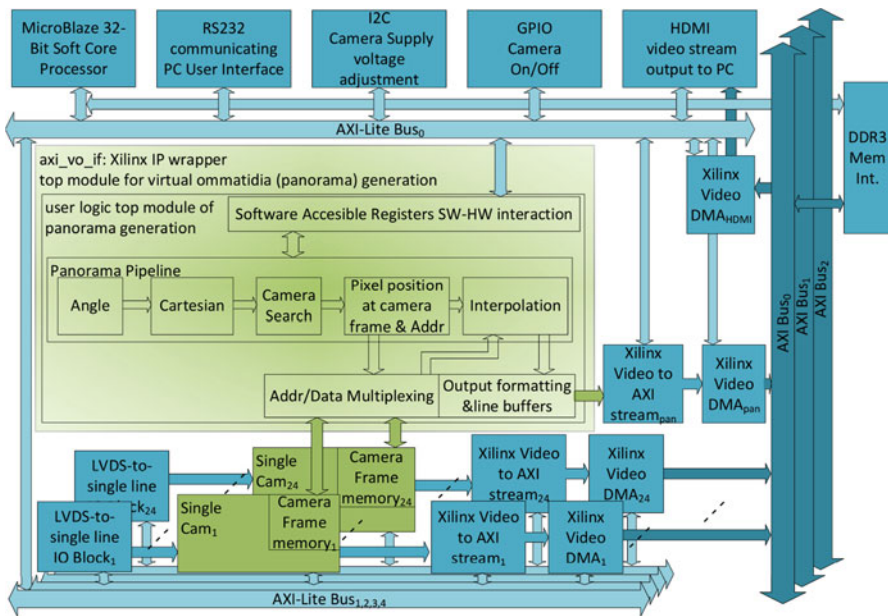 MicroBlaze 32-
Bit Soft Core
Processor
RS232
communicating
PC User Interface
I2C
Camera Supply
voltage
adjustment
GPIO
Camera
On/Off
HDMI
video stream
output to PC
AXI-Lite Bus0
DDR3
Mem
Int.
axi_vo_if: Xilinx IP wrapper
top module for virtual ommatidia (panorama) generation
user logic top module of
panorama generation
Software Accesible Registers SW-HW interaction
Xilinx
Video
DMAHDMI
Panorama Pipeline
Angle
Cartesian
Camera
Search
Pixel position
at camera
frame & Addr
Interpolation
AXI Bus0
AXI Bus1
AXI Bus2
Addr/Data Multiplexing
Output formatting
&line buffers
Xilinx
Video to
AXI
streampan
Xilinx
Video
DMApan
LVDS-to-
single line
lock24
Single
Cam24
Camera
Frame
memory24
Xilinx Video
to AXI
stream24
Xilinx
Video
DMA24
LVDS-to-
single line
IO Block1
Single
Cam1
Camera
Frame
memory1
Xilinx Video
to AXI
stream1
Xilinx
Video
DMA1
AXI-Lite Bus1,2,3,4